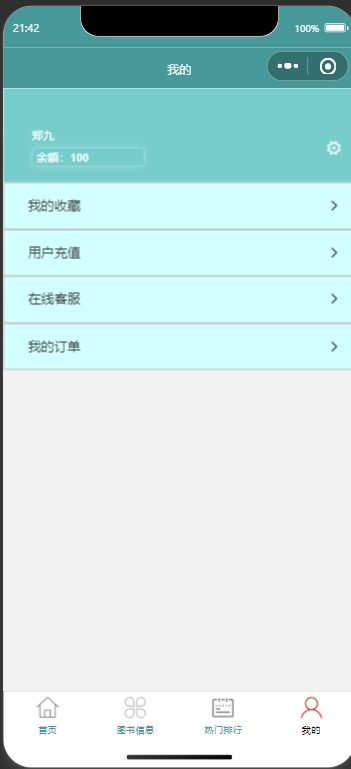 21:42
100%
我的
郑九
余额：100
我的收藏
用户充值
在线客服
我的订单
首页
图书信息
热门排行
我的